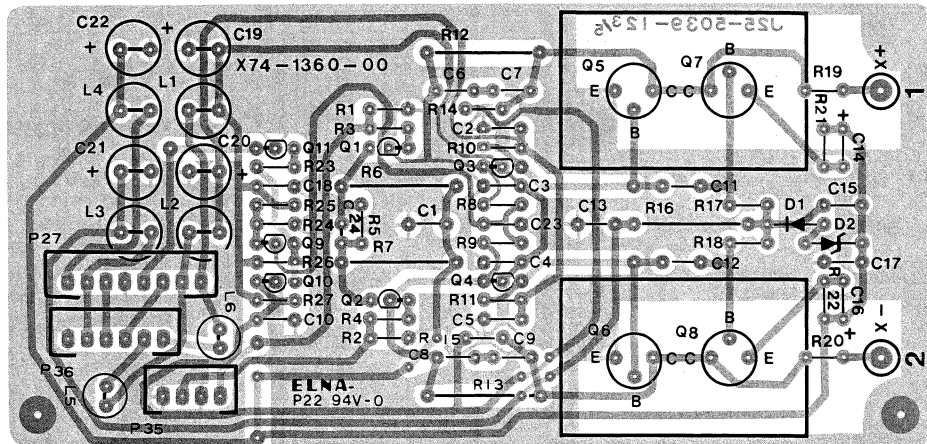 C22 + + C19 R12 J25-5039-12 3/5
X74-1360-00 C6 C7 Q5 B Q7 +X
L4 L1 R1 R14 E C C E R19 1
R3 C2 B R21 + C14
C21 C20 Q11 Q1 R10
+ + R23 R6 Q3
C18 C3 C11 C15
L3 L2 R25 C24 R5 C1 R8 C13 R16 R17 D1
R24 C23 D2
P27 Q9 R7 R9 R18
R26 C4 C12 C17
Q10 Q4 R22 C16
L6 R27 Q2 R11 -X
C10 R4 C5 Q6 Q8 B +
P36 R2 R15 C9 E C C E R20 2
C8
L5 ELNA- R13 B
P35 P22 94V-0